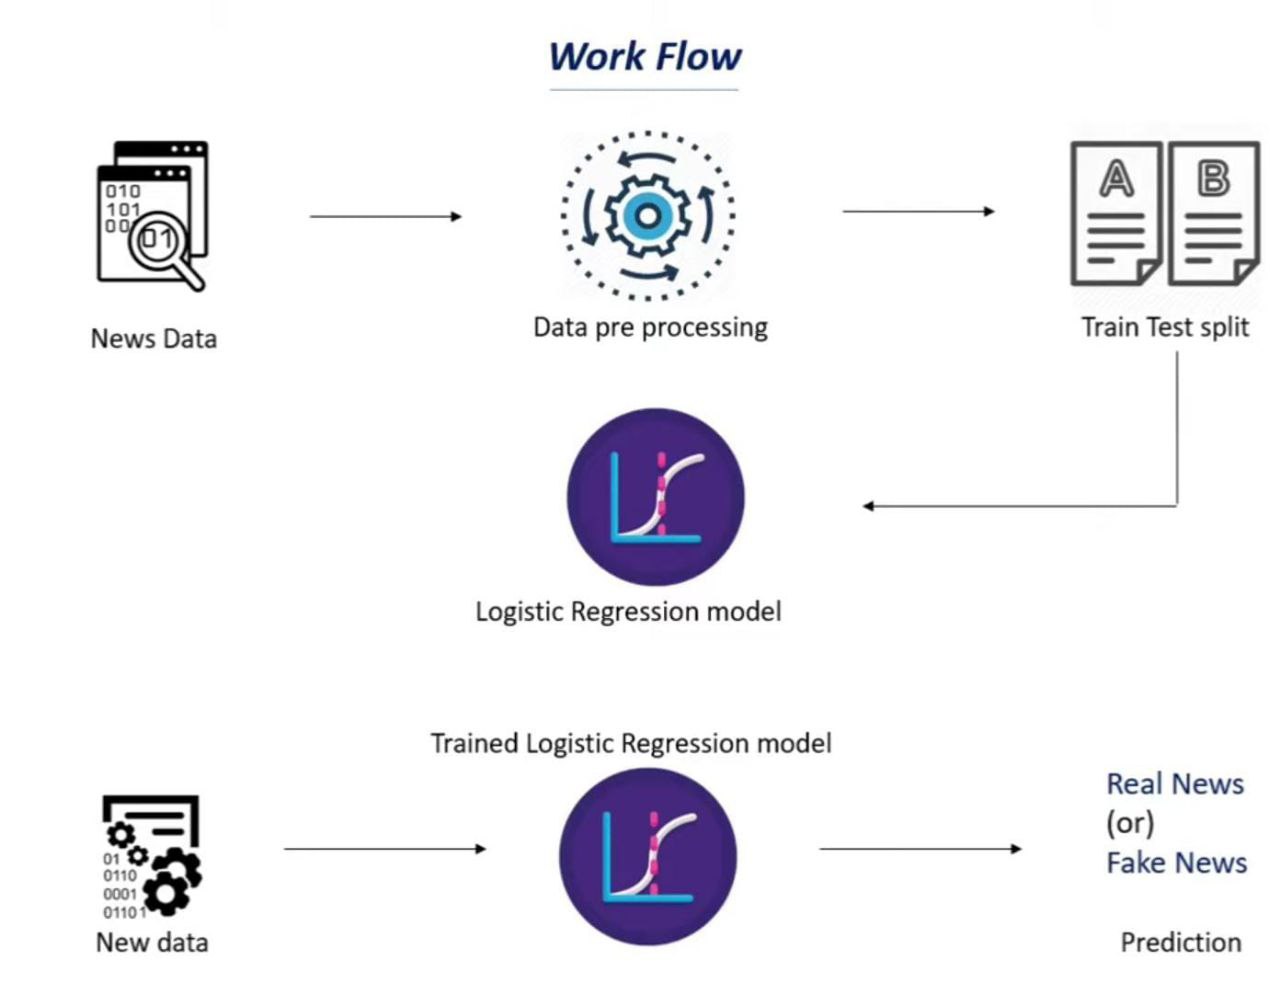 Work Flow
010
101
00
01
A
B
News Data
Data pre processing
Train Test split
Logistic Regression model
Trained Logistic Regression model
01
0110
0001
01101
New data
Real News
(or)
Fake News
Prediction